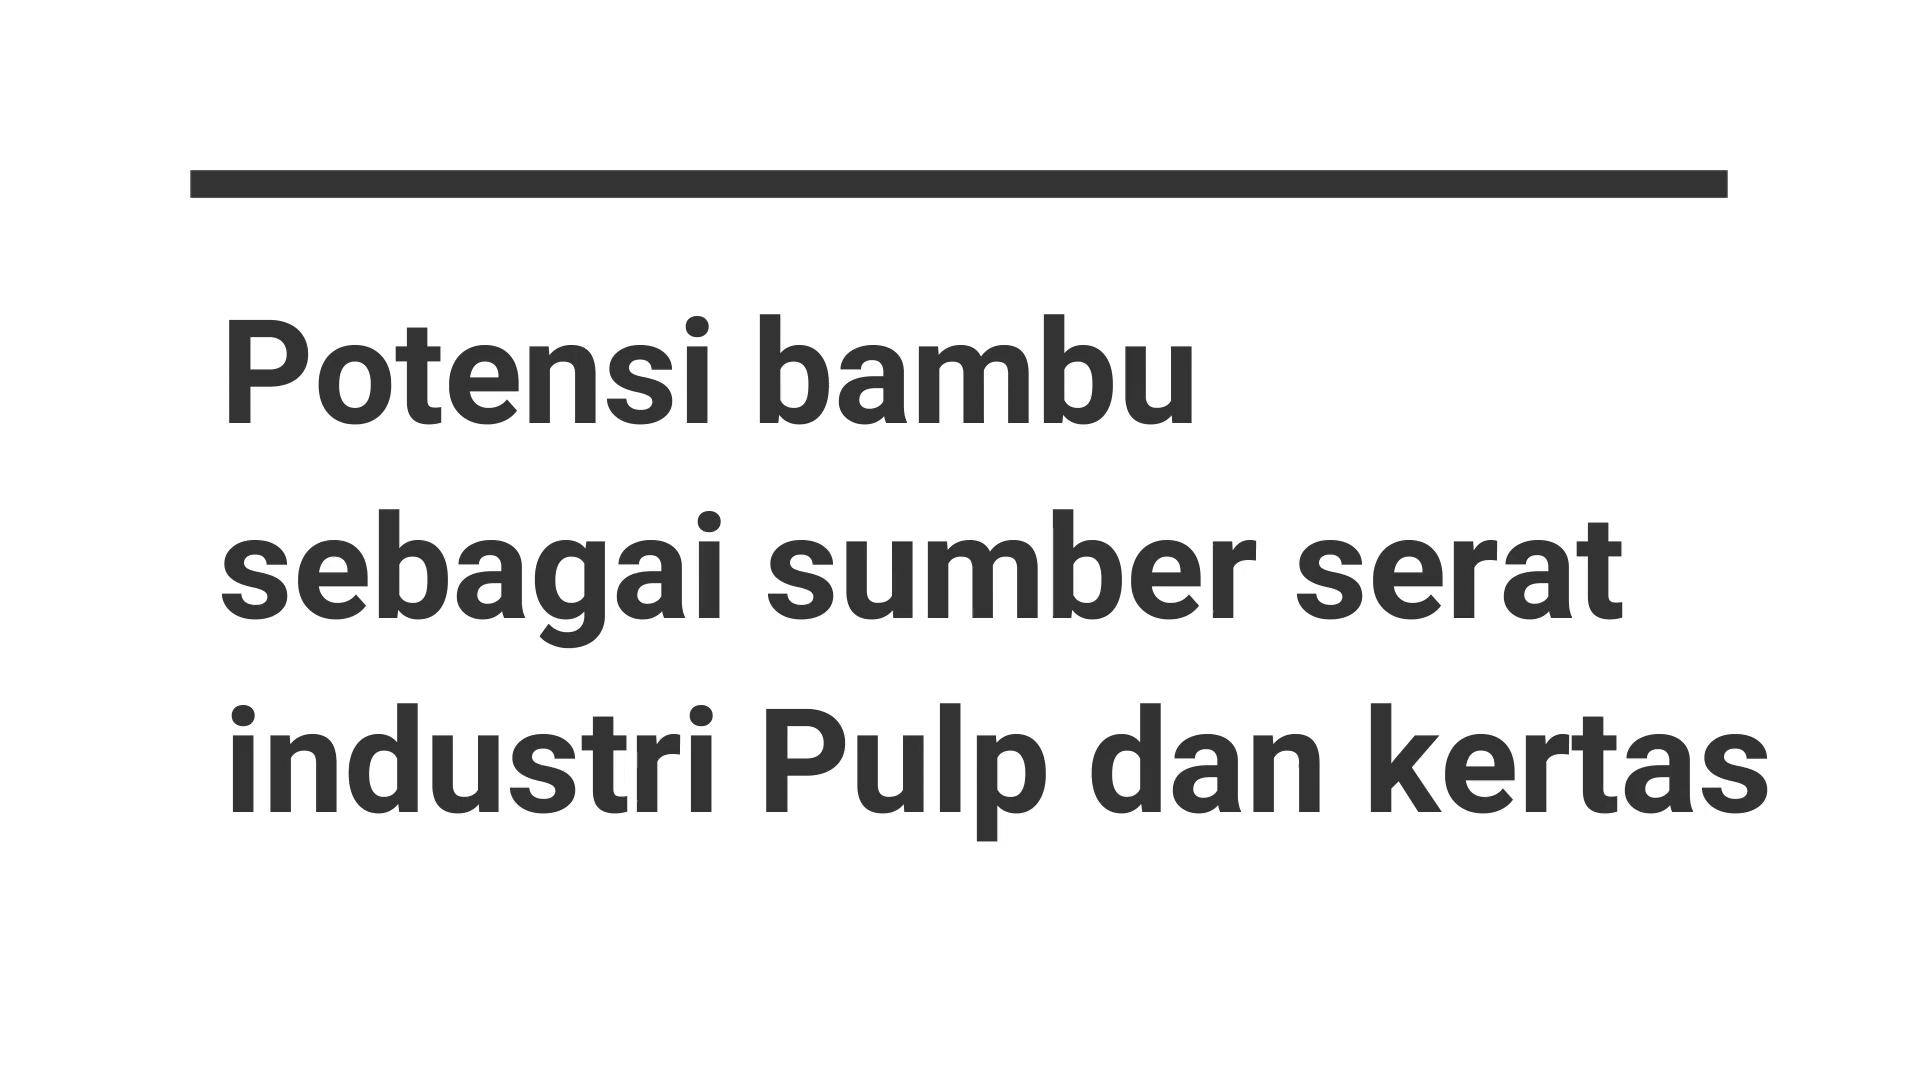 Potensi bambu
sebagai sumber serat
industri Pulp dan kertas